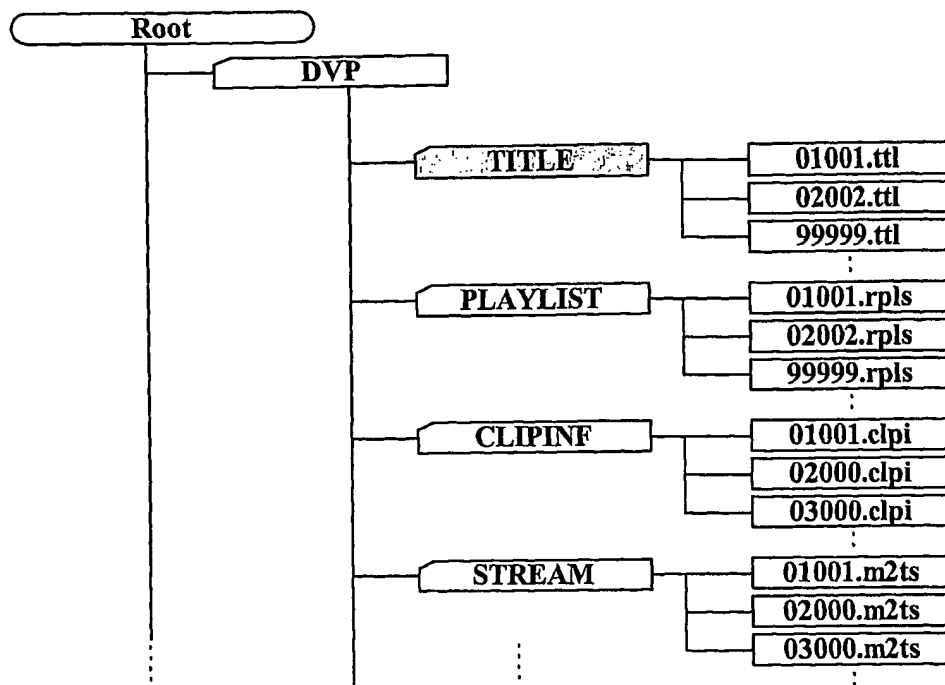 Root
DVP
TITLE
01001.ttl
02002.ttl
99999.ttl
PLAYLIST
01001.rpls
02002.rpls
99999.rpls
CLIPINF
01001.clpi
02000.clpi
03000.clpi
STREAM
01001.m2ts
02000.m2ts
03000.m2ts